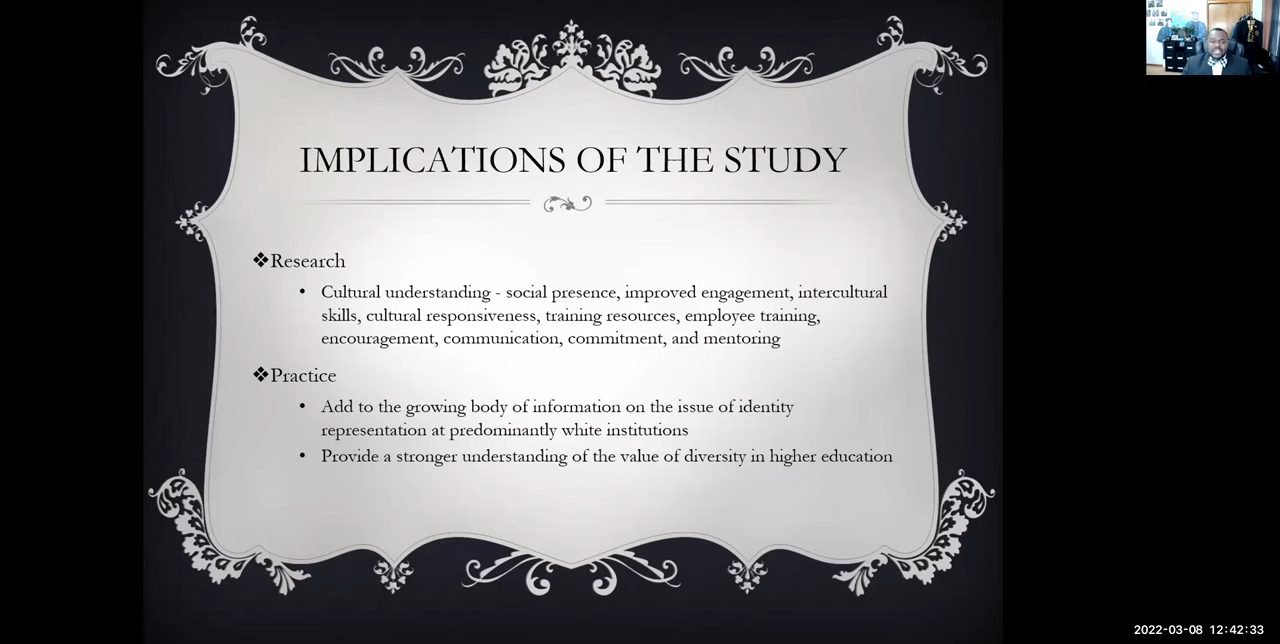 IMPLICATIONS OF THE STUDY
❖Research
• Cultural understanding - social presence, improved engagement, intercultural
skills, cultural responsiveness, training resources, employee training,
encouragement, communication, commitment, and mentoring
❖Practice
• Add to the growing body of information on the issue of identity
representation at predominantly white institutions
• Provide a stronger understanding of the value of diversity in higher education
2022-03-08 12:42:33